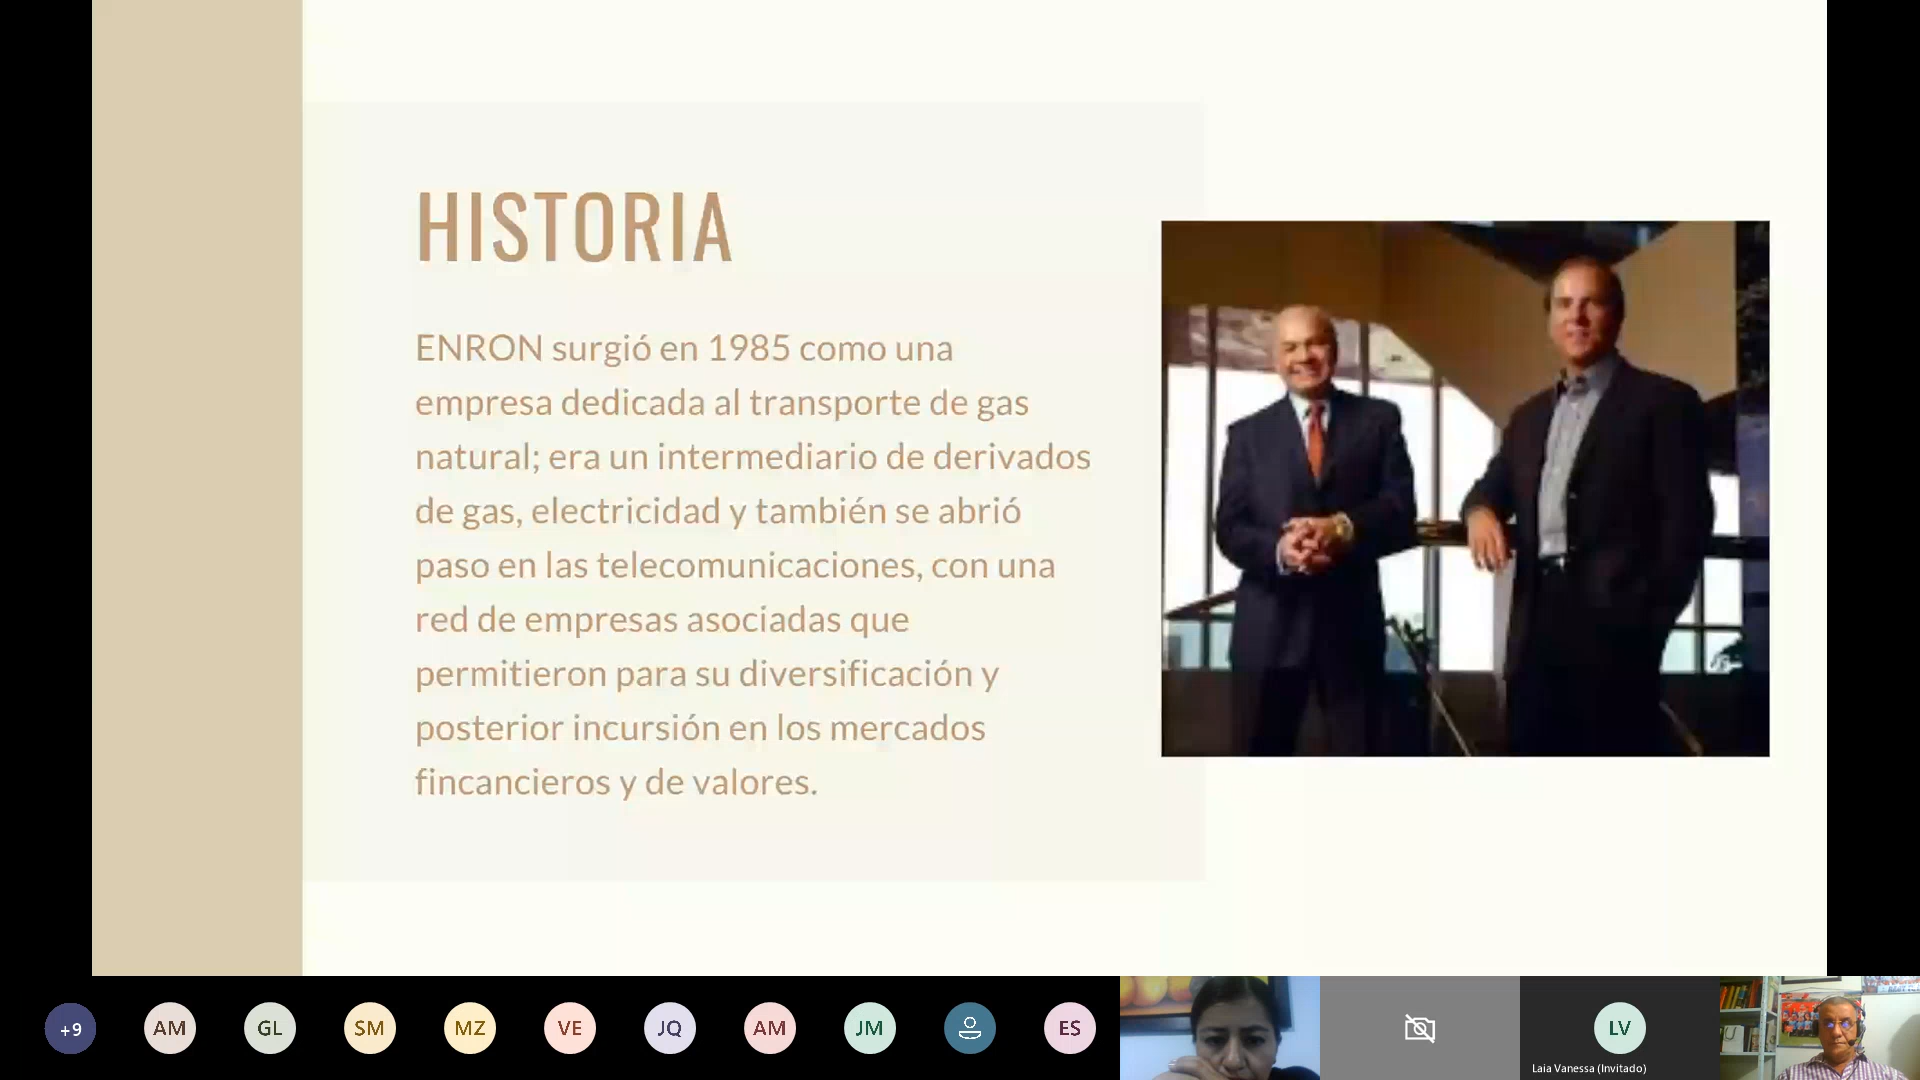 HISTORIA
ENRON surgió en 1985 como una
empresa dedicada al transporte de gas
natural; era un intermediario de derivados
de gas, electricidad y también se abrió
paso en las telecomunicaciones, con una
red de empresas asociadas que
permitieron para su diversificación y
posterior incursión en los mercados
fincancieros y de valores.
+9 AM GL SM MZ VE JQ AM JM ES LV
Laia Vanessa (Invitado)